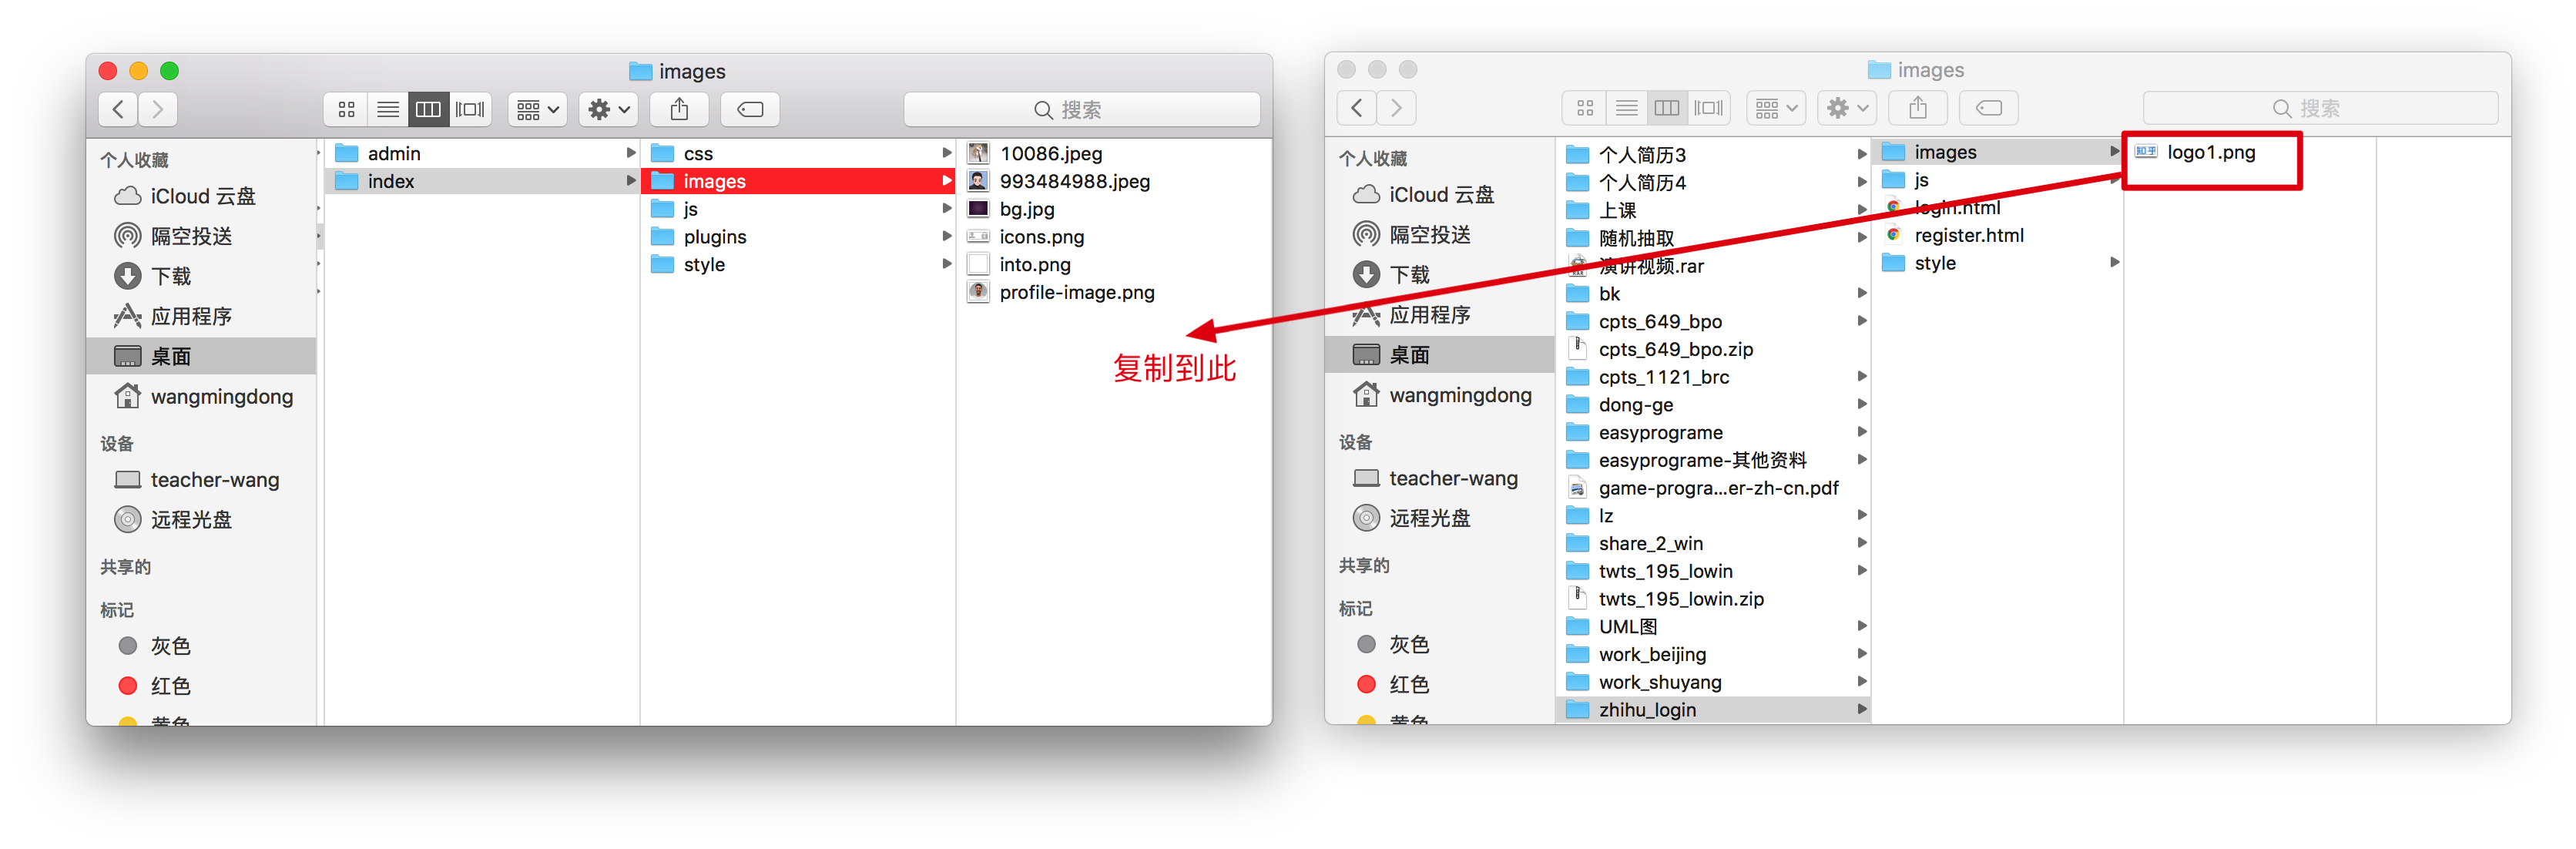 images
搜索
个人收藏
iCloud 云盘
隔空投送
下载
应用程序
桌面
wangmingdong
设备
teacher-wang
远程光盘
共享的
标记
灰色
红色
黄色
admin
index
css
images
js
plugins
style
10086.jpeg
993484988.jpeg
bg.jpg
icons.png
into.png
profile-image.png
复制到此
images
搜索
个人收藏
iCloud 云盘
隔空投送
下载
应用程序
桌面
wangmingdong
设备
teacher-wang
远程光盘
共享的
标记
灰色
红色
黄色
个人简历3
个人简历4
上课
随机抽取
演讲视频.rar
bk
cpts_649_bpo
cpts_649_bpo.zip
cpts_1121_brc
dong-ge
easyprograme
easyprograme-其他资料
game-progra...er-zh-cn.pdf
lz
share_2_win
twts_195_lowin
twts_195_lowin.zip
UML图
work_beijing
work_shuyang
zhihu_login
images
js
login.html
register.html
style
知乎
logo1.png